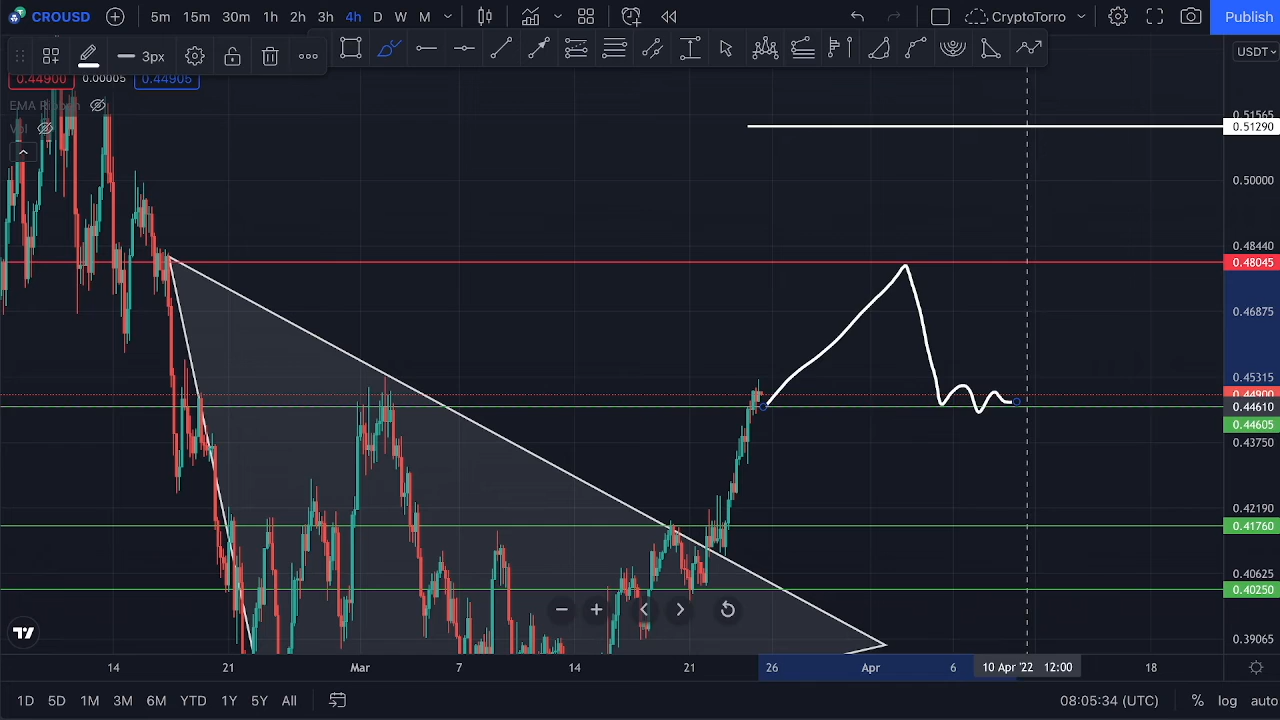 CROUSD 5m 15m 30m 1h 2h 3h 4h D W M CryptoTorro Publish
3px USDT
0.44900 0.00005 0.44905
EMA Ribbon
Vol
0.51565
0.51290
0.50000
0.48440
0.48045
0.46875
0.45315
0.44900
0.44610
0.44605
0.43750
0.42190
0.41760
0.40625
0.40250
0.39065
14 21 Mar 7 14 21 26 Apr 6 10 Apr '22 12:00 18
1D 5D 1M 3M 6M YTD 1Y 5Y All 08:05:34 (UTC) % log auto